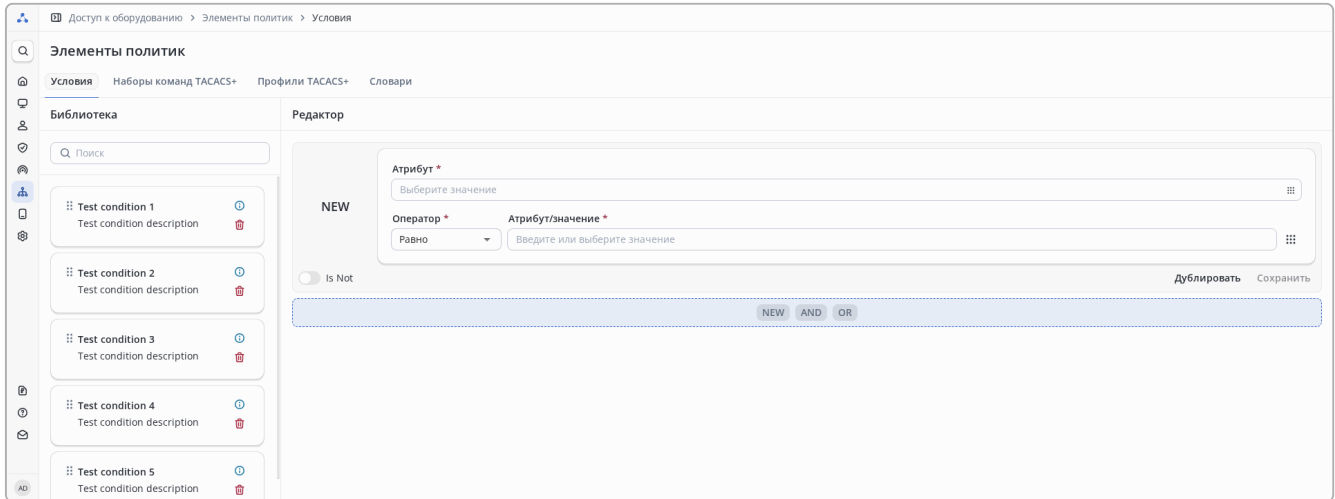 Доступ к оборудованию > Элементы политик > Условия
Элементы политик
Условия Наборы команд TACACS+ Профили TACACS+ Словари
Библиотека
Поиск
Test condition 1
Test condition description
Test condition 2
Test condition description
Test condition 3
Test condition description
Test condition 4
Test condition description
Test condition 5
Test condition description
AD
Редактор
NEW
Атрибут *
Выберите значение
Оператор * Атрибут/значение *
Равно Введите или выберите значение
Is Not Дублировать Сохранить
NEW AND OR